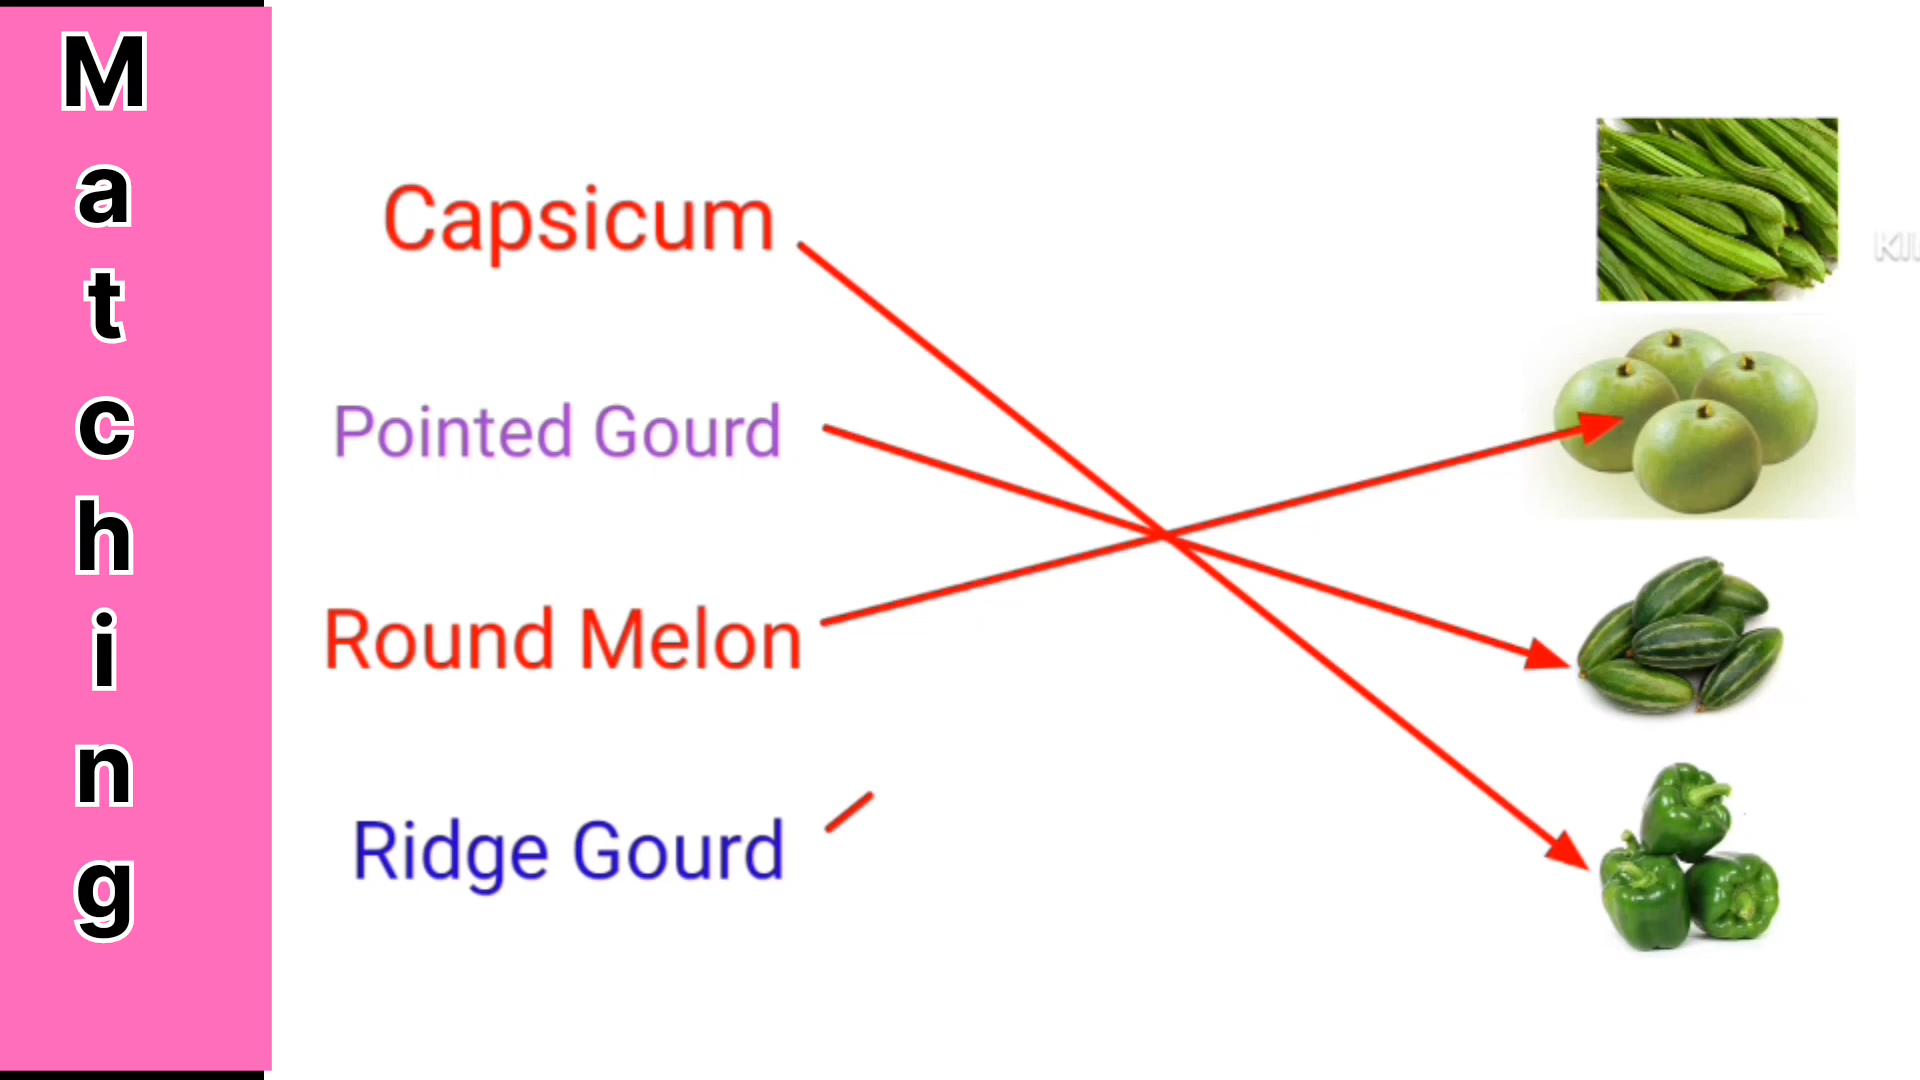 Matching
Capsicum
Pointed Gourd
Round Melon
Ridge Gourd